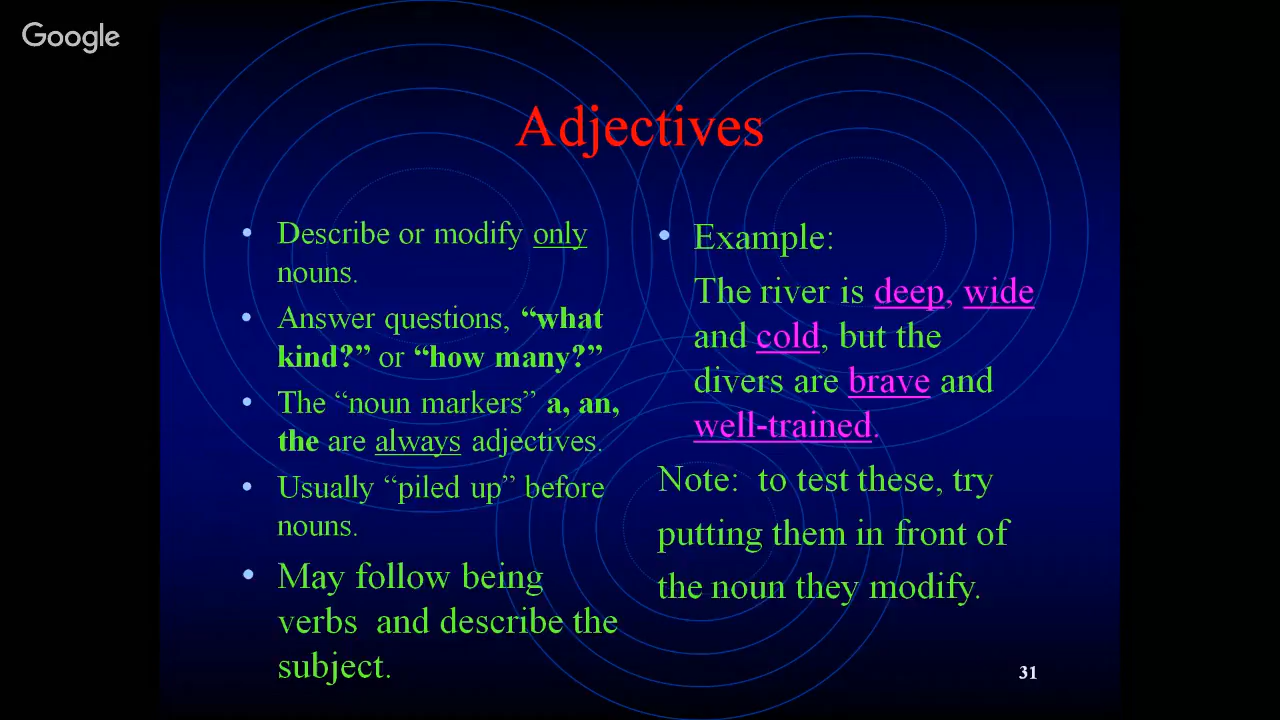 Google
Adjectives
• Describe or modify only
nouns.
• Answer questions, “what
kind?” or “how many?”
• The “noun markers” a, an,
the are always adjectives.
• Usually “piled up” before
nouns.
• May follow being
verbs and describe the
subject.
• Example:
The river is deep, wide
and cold, but the
divers are brave and
well-trained.
Note: to test these, try
putting them in front of
the noun they modify.
31